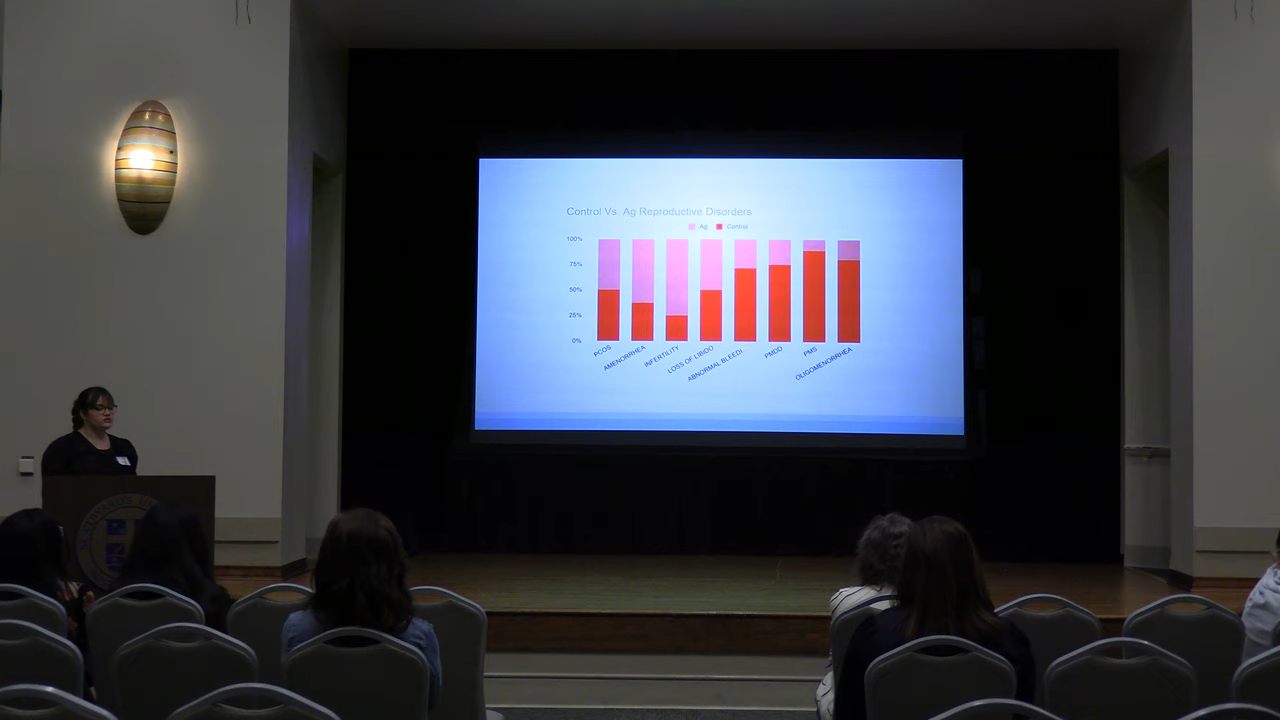 Control Vs. Ag Reproductive Disorders
Ag Control
100%
75%
50%
25%
0%
PCOS
AMENORRHEA
INFERTILITY
LOSS OF LIBIDO
ABNORMAL BLEEDI...
PMDD
PMS
OLIGOMENORRHEA